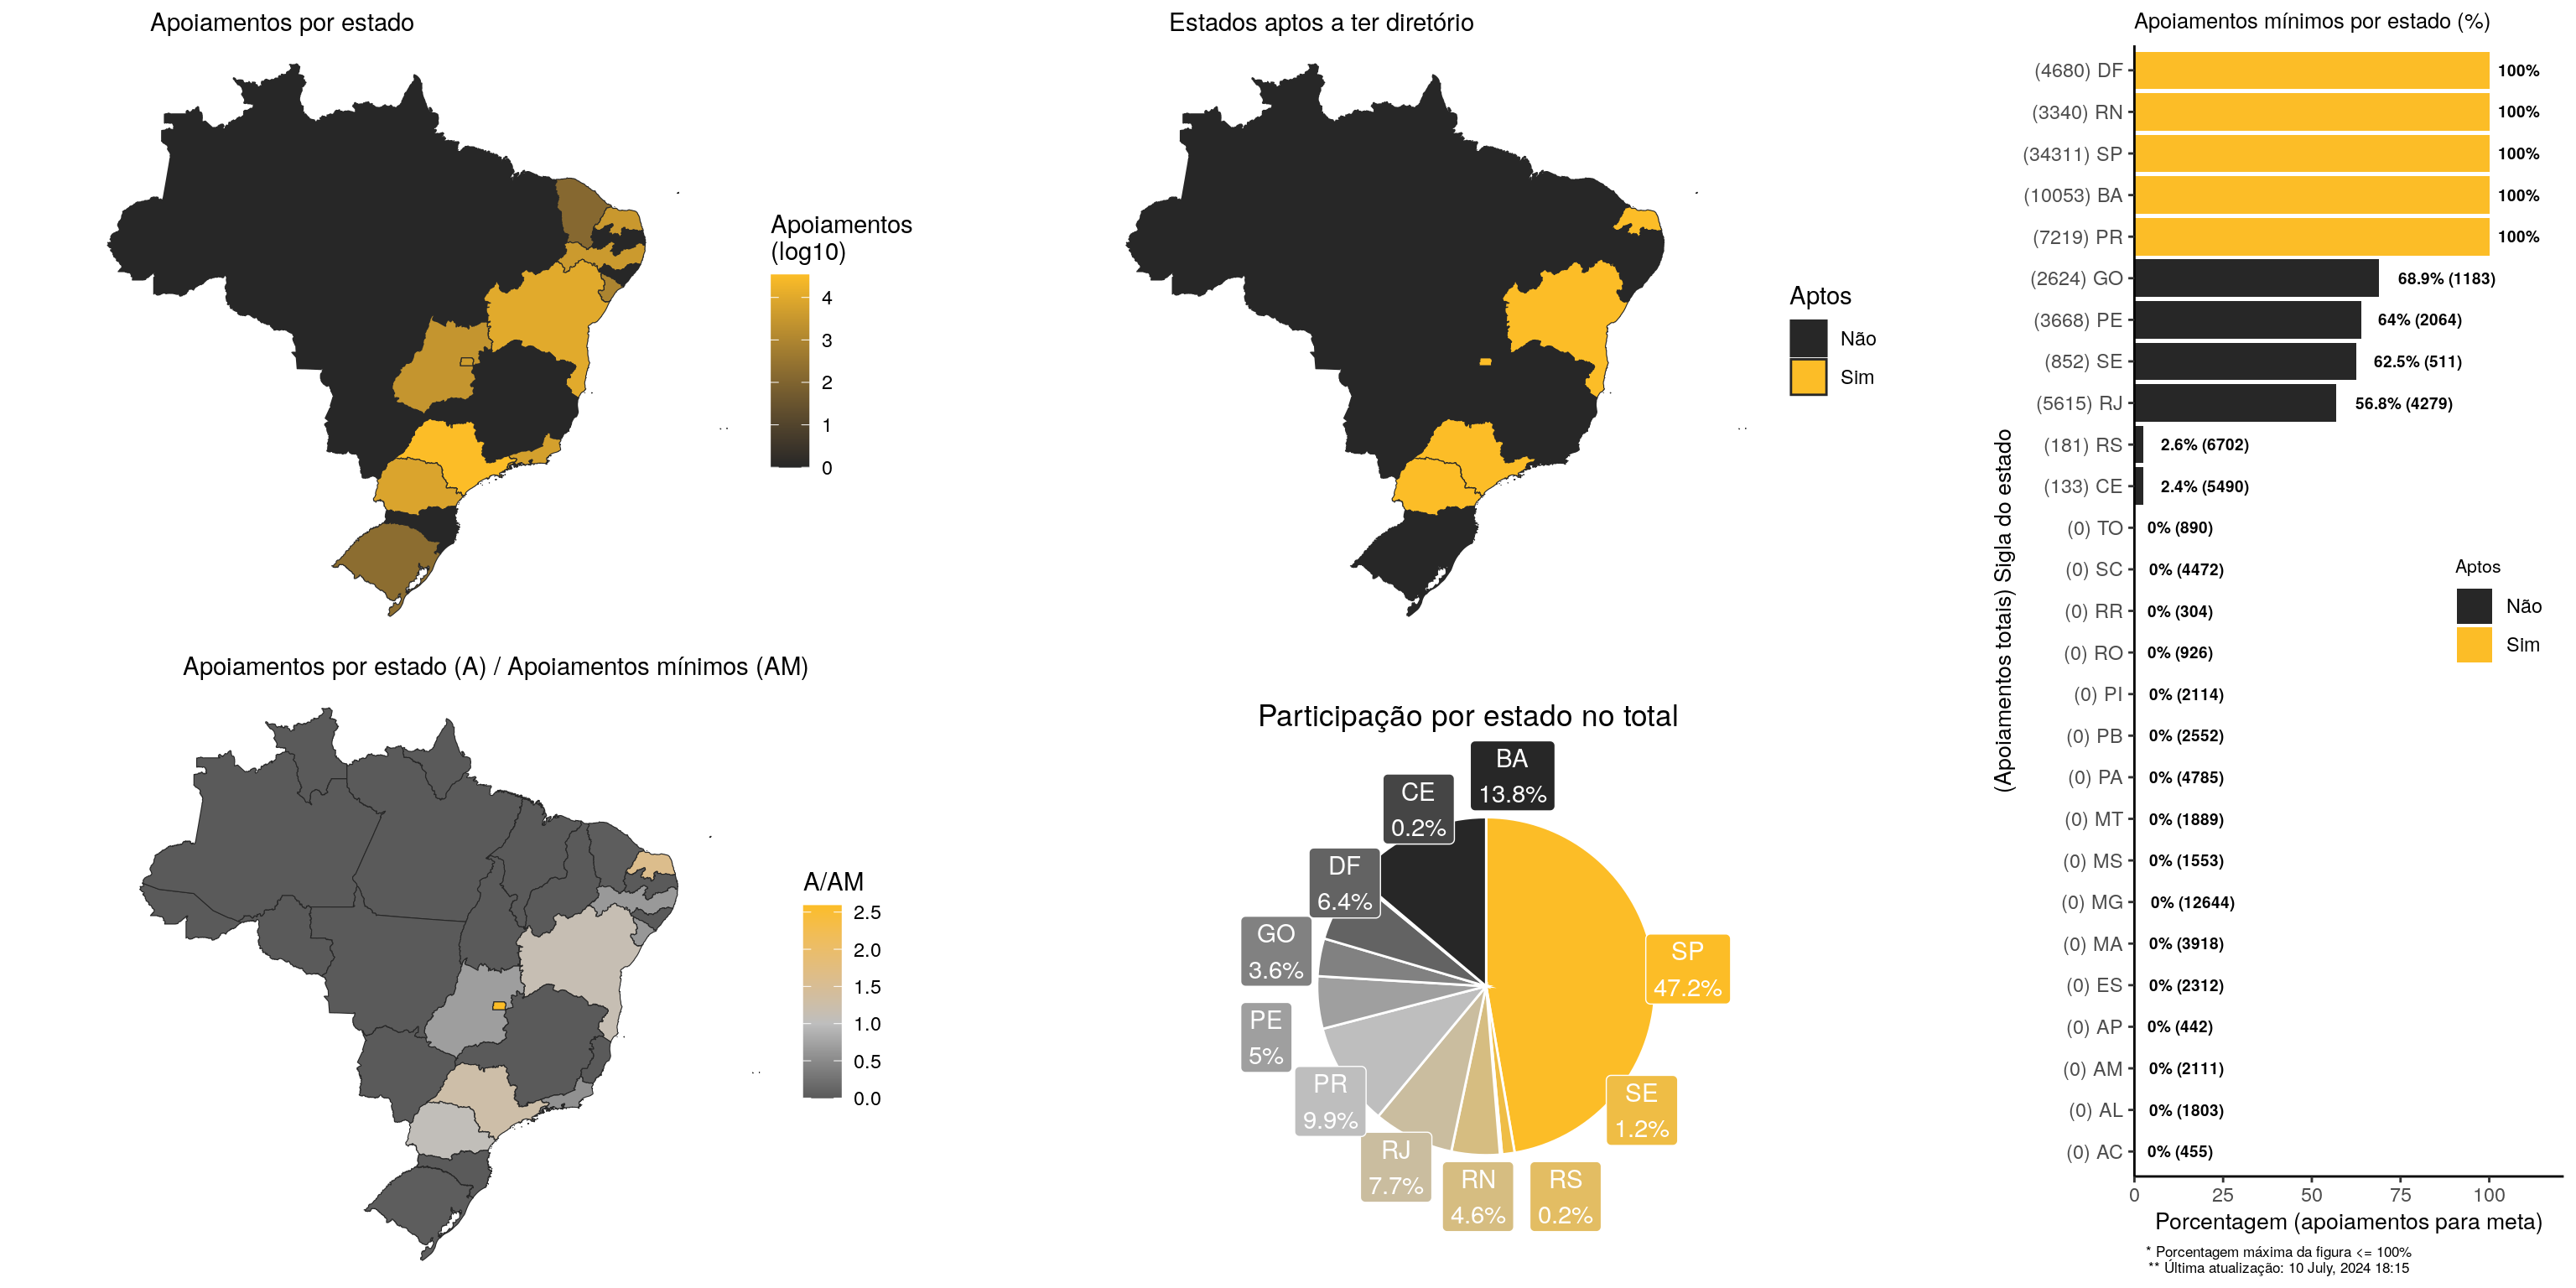 Apoiamentos por estado
Apoiamentos
(log10)
4
3
2
1
0
Estados aptos a ter diretório
Aptos
Não
Sim
Apoiamentos por estado (A) / Apoiamentos mínimos (AM)
A/AM
2.5
2.0
1.5
1.0
0.5
0.0
Participação por estado no total
BA
13.8%
CE
0.2%
DF
6.4%
GO
3.6%
PE
5%
PR
9.9%
RJ
7.7%
RN
4.6%
RS
0.2%
SE
1.2%
SP
47.2%
Apoiamentos mínimos por estado (%)
(Apoiamentos totais) Sigla do estado
(4680) DF 100%
(3340) RN 100%
(34311) SP 100%
(10053) BA 100%
(7219) PR 100%
(2624) GO 68.9% (1183)
(3668) PE 64% (2064)
(852) SE 62.5% (511)
(5615) RJ 56.8% (4279)
(181) RS 2.6% (6702)
(133) CE 2.4% (5490)
(0) TO 0% (890)
(0) SC 0% (4472)
(0) RR 0% (304)
(0) RO 0% (926)
(0) PI 0% (2114)
(0) PB 0% (2552)
(0) PA 0% (4785)
(0) MT 0% (1889)
(0) MS 0% (1553)
(0) MG 0% (12644)
(0) MA 0% (3918)
(0) ES 0% (2312)
(0) AP 0% (442)
(0) AM 0% (2111)
(0) AL 0% (1803)
(0) AC 0% (455)
Aptos
Não
Sim
0 25 50 75 100
Porcentagem (apoiamentos para meta)
* Porcentagem máxima da figura <= 100%
** Última atualização: 10 July, 2024 18:15